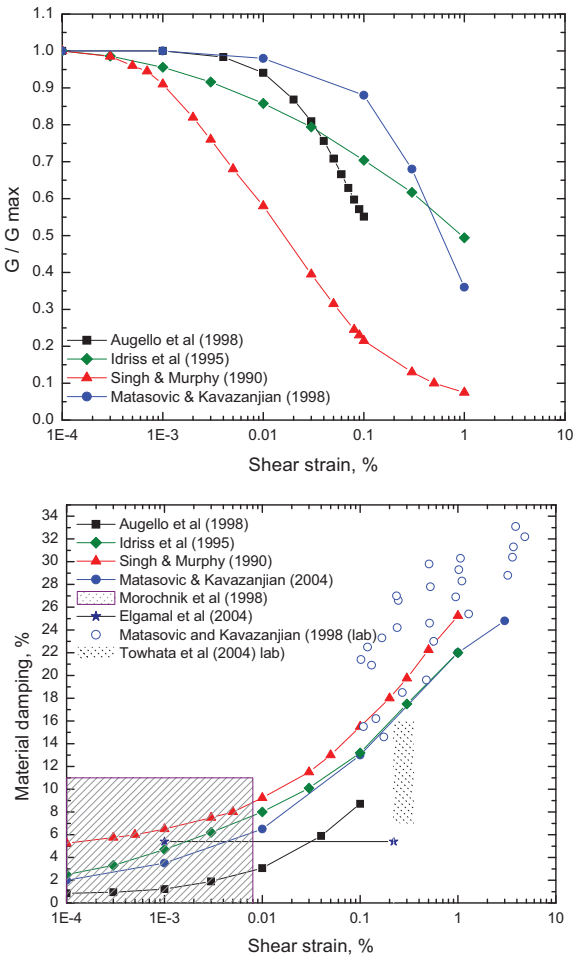 1.0
0.9
0.8
0.7
0.6
0.5
0.4
0.3
0.2
0.1
0.0
G / G max
Augello et al (1998)
Idriss et al (1995)
Singh & Murphy (1990)
Matasovic & Kavazanjian (1998)
1E-4 1E-3 0.01 0.1 1 10
Shear strain, %
34
32
30
28
26
24
22
20
18
16
14
12
10
8
6
4
2
0
Material damping, %
Augello et al (1998)
Idriss et al (1995)
Singh & Murphy (1990)
Matasovic & Kavazanjian (2004)
Morochnik et al (1998)
Elgamal et al (2004)
Matasovic and Kavazanjian (1998 (lab)
Towhata et al (2004) lab)
1E-4 1E-3 0.01 0.1 1 10
Shear strain, %